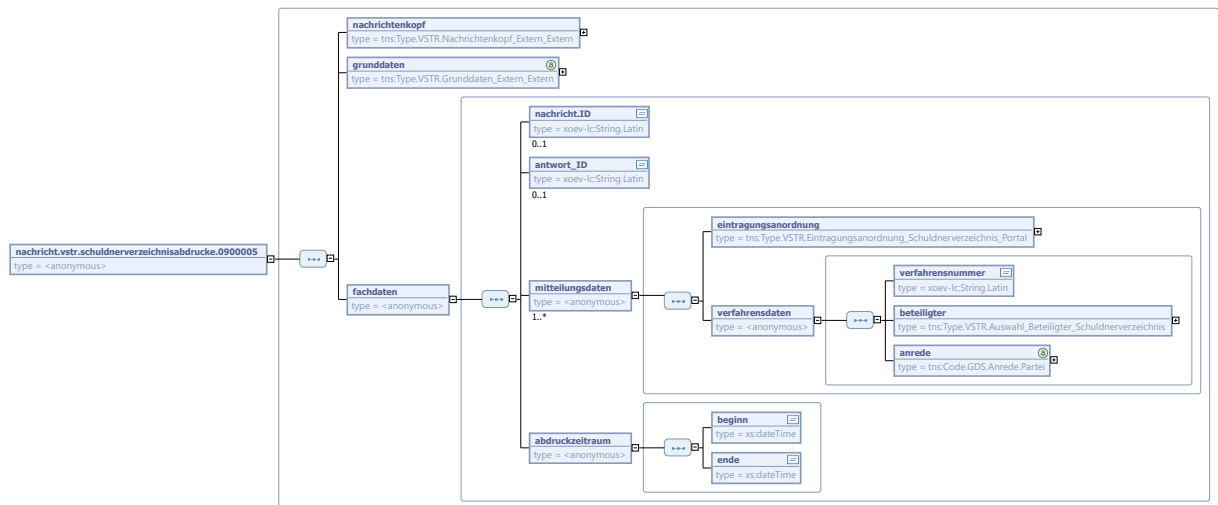 nachrichtenkopf
type = tns:Type.VSTR.Nachrichtenkopf_Extern_Extern
grunddaten
a
type = tns:Type.VSTR.Grunddaten_Extern_Extern
nachricht.ID
type = xoev-lc:String.Latin
0..1
antwort_ID
type = xoev-lc:String.Latin
0..1
nachricht.vstr.schuldnerverzeichnisabdrucke.0900005
type = <anonymous>
fachdaten
type = <anonymous>
mitteilungsdaten
type = <anonymous>
1..*
eintragungsanordnung
type = tns:Type.VSTR.Eintragungsanordnung_Schuldnerverzeichnis_Portal
verfahrensdaten
type = <anonymous>
verfahrensnummer
type = xoev-lc:String.Latin
beteiligter
type = tns:Type.VSTR.Auswahl_Beteiligter_Schuldnerverzeichnis
anrede
a
type = tns:Code.GDS.Anrede.Partei
abdruckzeitraum
type = <anonymous>
beginn
type = xs:dateTime
ende
type = xs:dateTime